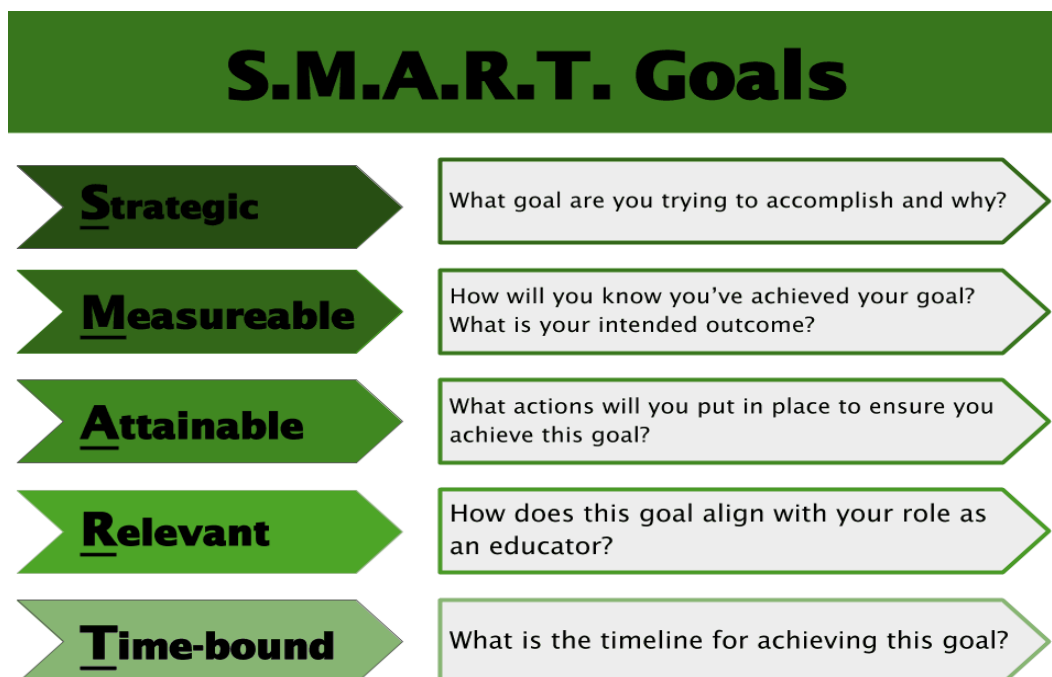 S.M.A.R.T. Goals
Strategic
What goal are you trying to accomplish and why?
Measureable
How will you know you’ve achieved your goal?
What is your intended outcome?
Attainable
What actions will you put in place to ensure you
achieve this goal?
Relevant
How does this goal align with your role as
an educator?
Time-bound
What is the timeline for achieving this goal?